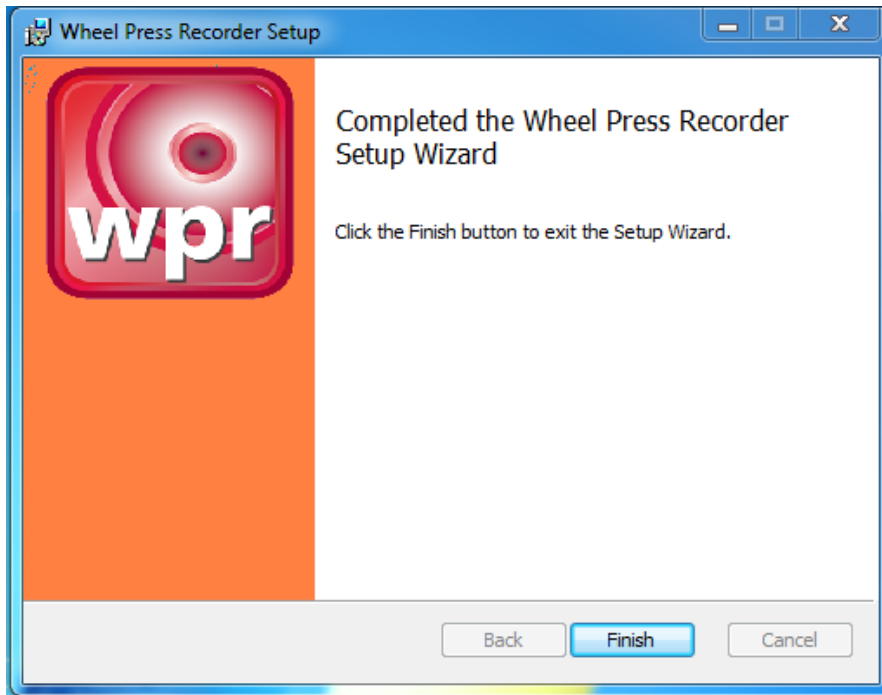 Wheel Press Recorder Setup
wpr
Completed the Wheel Press Recorder
Setup Wizard
Click the Finish button to exit the Setup Wizard.
Back
Finish
Cancel